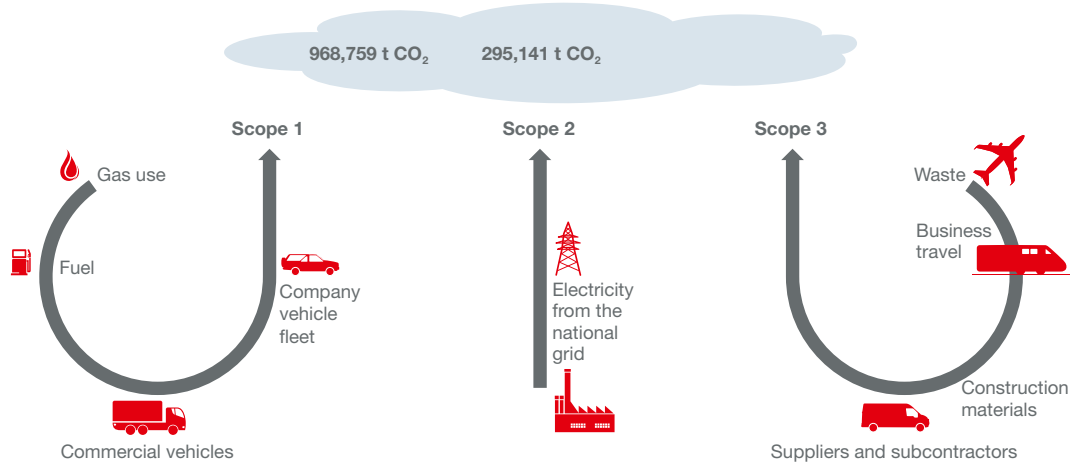 968,759 t CO₂
295,141 t CO₂
Scope 1
Scope 2
Scope 3
Gas use
Fuel
Company
vehicle
fleet
Commercial vehicles
Electricity
from the
national
grid
Waste
Business
travel
Construction
materials
Suppliers and subcontractors